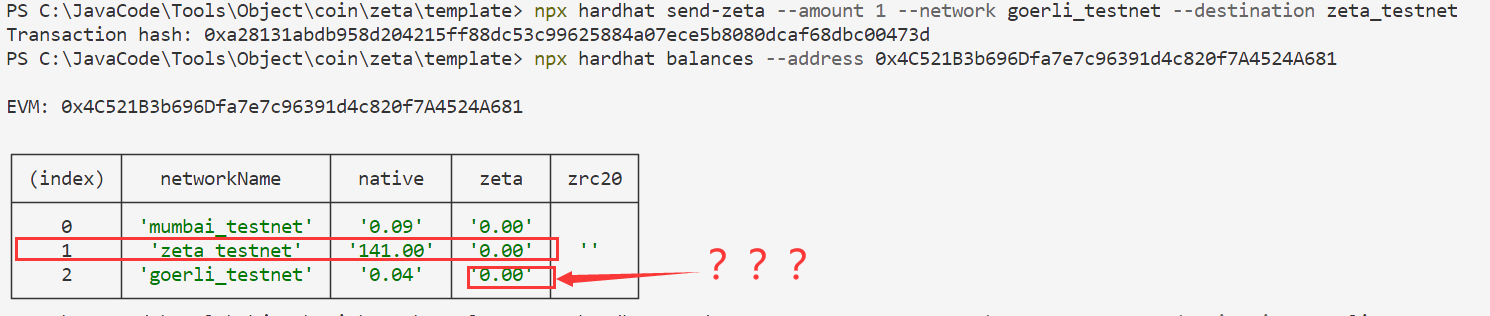 PS C:\JavaCode\Tools\Object\coin\zeta\template> npx hardhat send-zeta --amount 1 --network goerli_testnet --destination zeta_testnet
Transaction hash: 0xa28131abdb958d204215ff88dc53c99625884a07ece5b8080dcaf68dbc00473d
PS C:\JavaCode\Tools\Object\coin\zeta\template> npx hardhat balances --address 0x4C521B3b696Dfa7e7c96391d4c820f7A4524A681
EVM: 0x4C521B3b696Dfa7e7c96391d4c820f7A4524A681
(index) networkName native zeta zrc20
0 'mumbai_testnet' '0.09' '0.00'
1 'zeta_testnet' '141.00' '0.00' ''
2 'goerli_testnet' '0.04' '0.00'
？？？